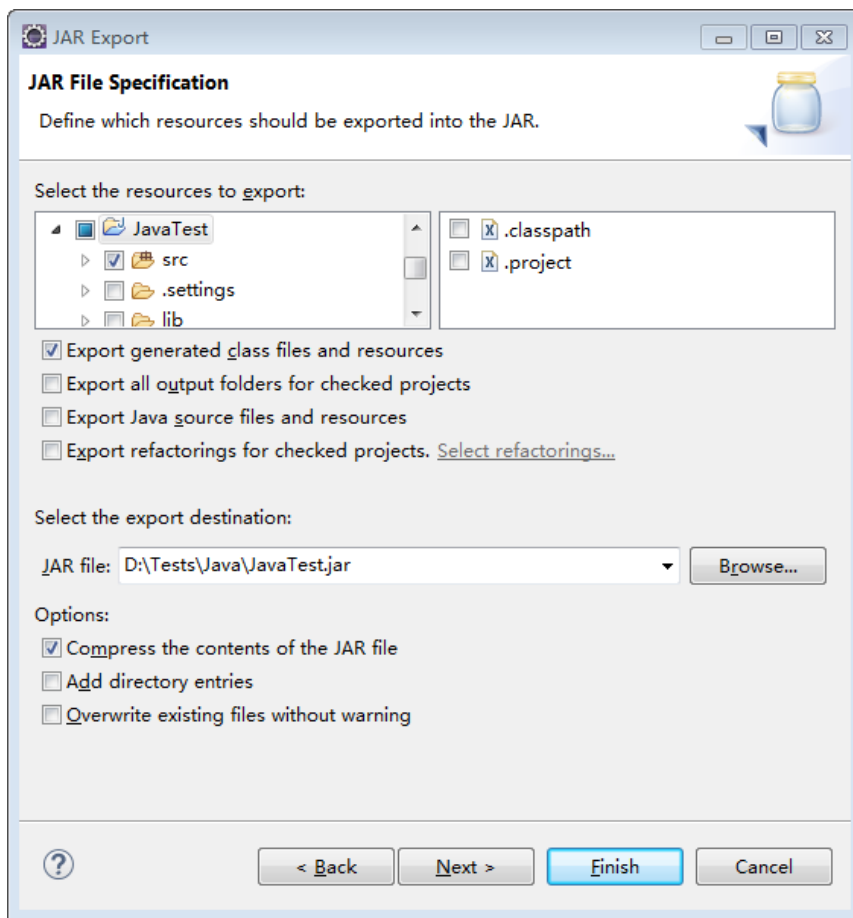 JAR Export
JAR File Specification
Define which resources should be exported into the JAR.
Select the resources to export:
JavaTest
src
.settings
lib
.classpath
.project
Export generated class files and resources
Export all output folders for checked projects
Export Java source files and resources
Export refactorings for checked projects. Select refactorings...
Select the export destination:
JAR file: D:\Tests\Java\JavaTest.jar Browse...
Options:
Compress the contents of the JAR file
Add directory entries
Overwrite existing files without warning
? < Back Next > Finish Cancel